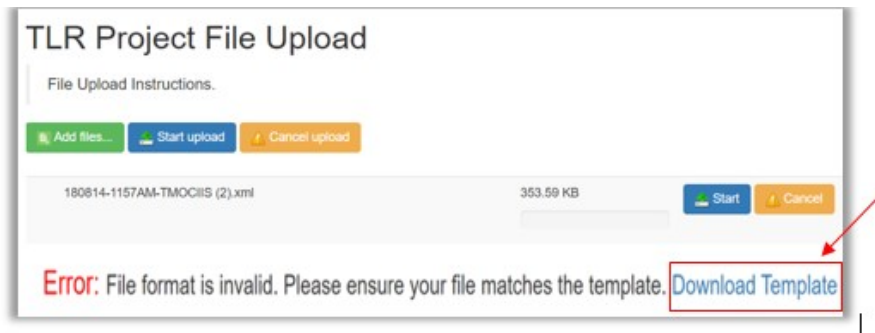 TLR Project File Upload
File Upload Instructions.
Add files... Start upload Cancel upload
180814-1157AM-TMOCIIS (2).xml 353.59 KB Start Cancel
Error: File format is invalid. Please ensure your file matches the template. Download Template